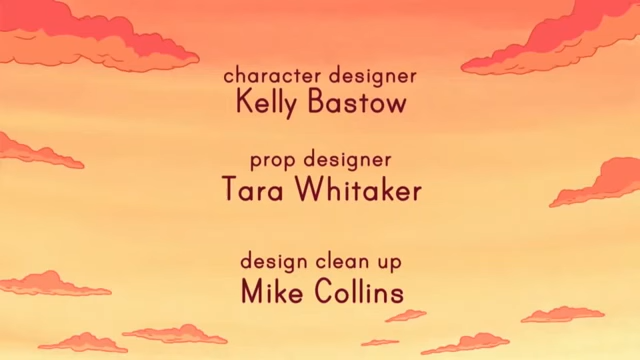 character designer
Kelly Bastow
prop designer
Tara Whitaker
design clean up
Mike Collins